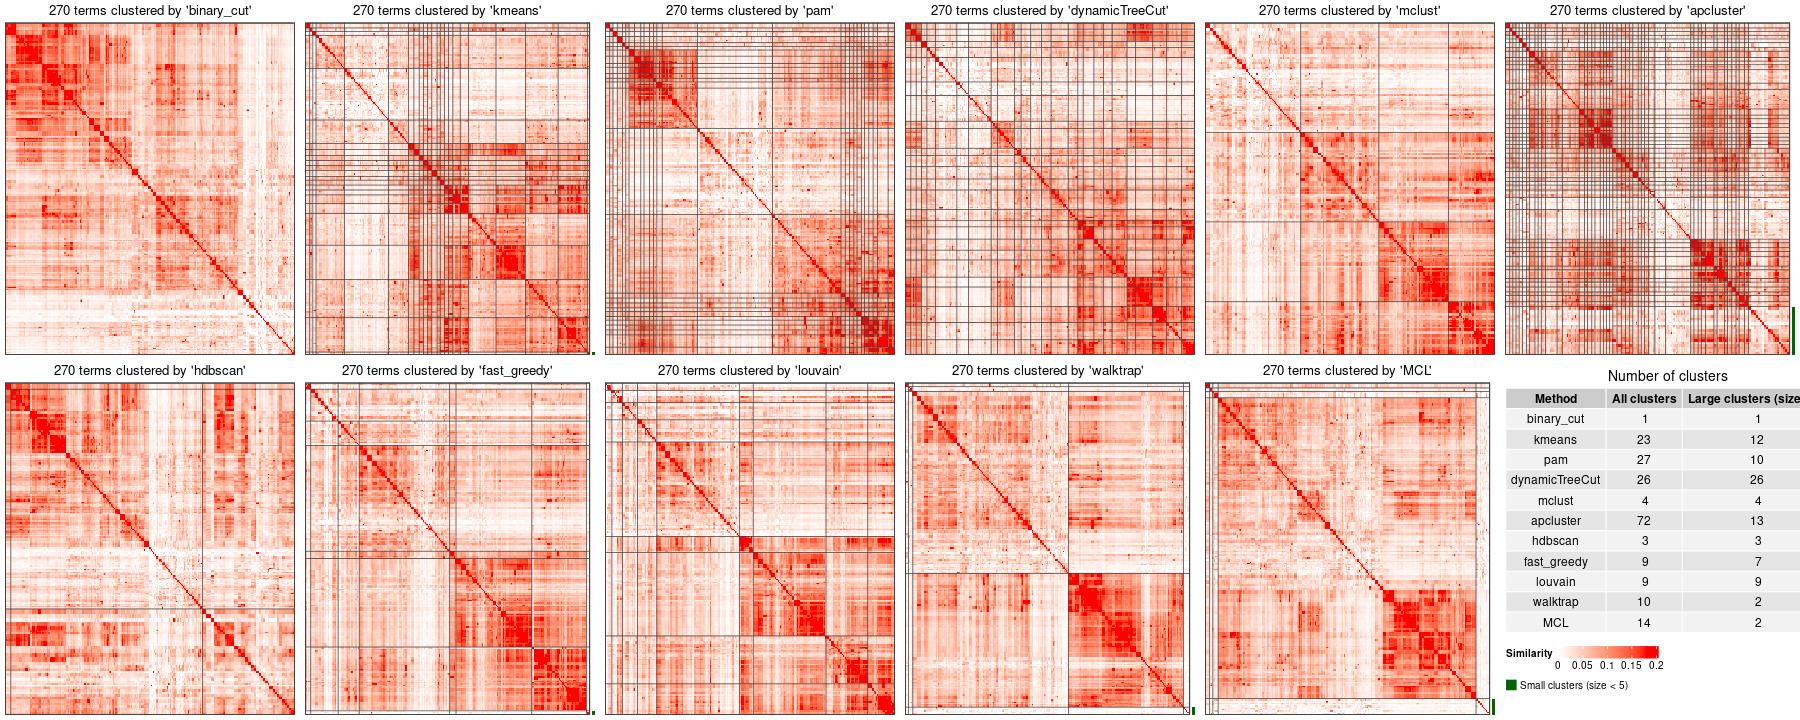 270 terms clustered by 'binary_cut'
270 terms clustered by 'kmeans'
270 terms clustered by 'pam'
270 terms clustered by 'dynamicTreeCut'
270 terms clustered by 'mclust'
270 terms clustered by 'apcluster'
270 terms clustered by 'hdbscan'
270 terms clustered by 'fast_greedy'
270 terms clustered by 'louvain'
270 terms clustered by 'walktrap'
270 terms clustered by 'MCL'
Number of clusters
Method All clusters Large clusters (size
binary_cut 1 1
kmeans 23 12
pam 27 10
dynamicTreeCut 26 26
mclust 4 4
apcluster 72 13
hdbscan 3 3
fast_greedy 9 7
louvain 9 9
walktrap 10 2
MCL 14 2
Similarity
0 0.05 0.1 0.15 0.2
Small clusters (size < 5)